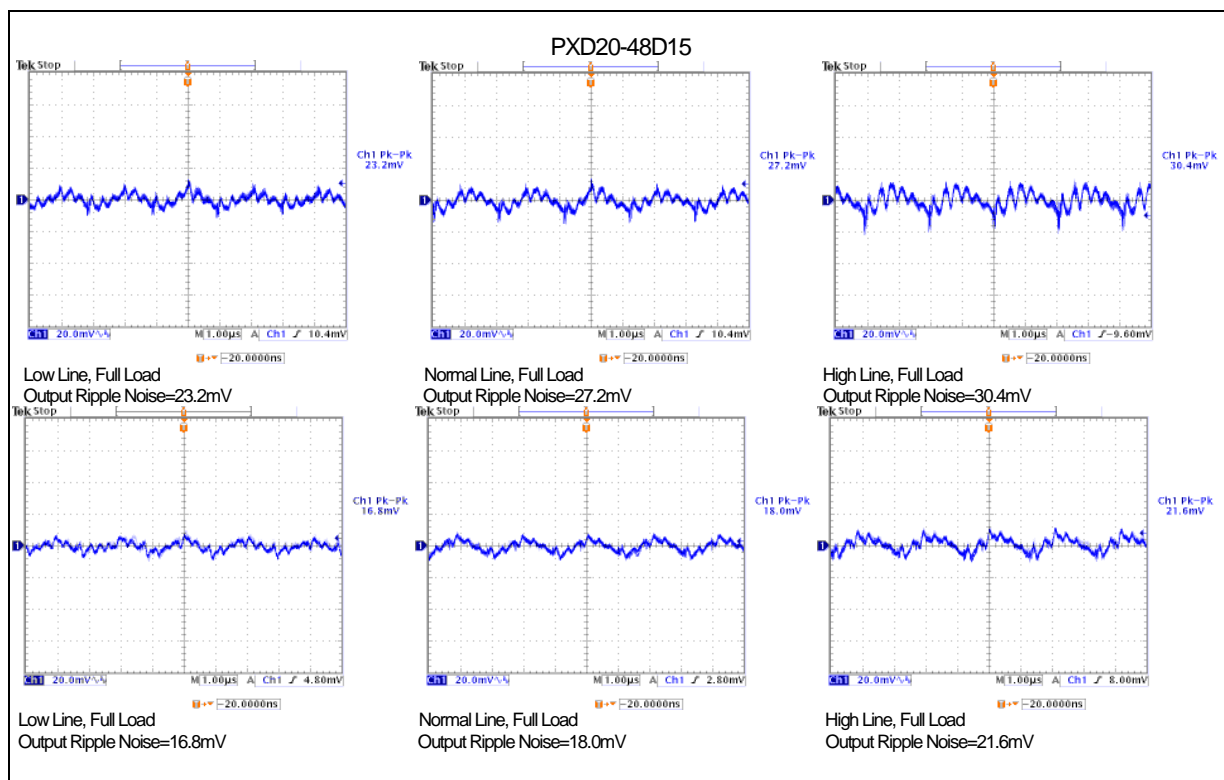 PXD20-48D15
Tek Stop
Ch1 Pk-Pk
23.2mV
1
Ch1 20.0mV M 1.00µs A Ch1 10.4mV
-20.0000ns
Low Line, Full Load
Output Ripple Noise=23.2mV
Tek Stop
Ch1 Pk-Pk
27.2mV
1
Ch1 20.0mV M 1.00µs A Ch1 10.4mV
-20.0000ns
Normal Line, Full Load
Output Ripple Noise=27.2mV
Tek Stop
Ch1 Pk-Pk
30.4mV
1
Ch1 20.0mV M 1.00µs A Ch1 -9.60mV
-20.0000ns
High Line, Full Load
Output Ripple Noise=30.4mV
Tek Stop
Ch1 Pk-Pk
16.8mV
1
Ch1 20.0mV M 1.00µs A Ch1 4.80mV
-20.0000ns
Low Line, Full Load
Output Ripple Noise=16.8mV
Tek Stop
Ch1 Pk-Pk
18.0mV
1
Ch1 20.0mV M 1.00µs A Ch1 2.80mV
-20.0000ns
Normal Line, Full Load
Output Ripple Noise=18.0mV
Tek Stop
Ch1 Pk-Pk
21.6mV
1
Ch1 20.0mV M 1.00µs A Ch1 8.00mV
-20.0000ns
High Line, Full Load
Output Ripple Noise=21.6mV